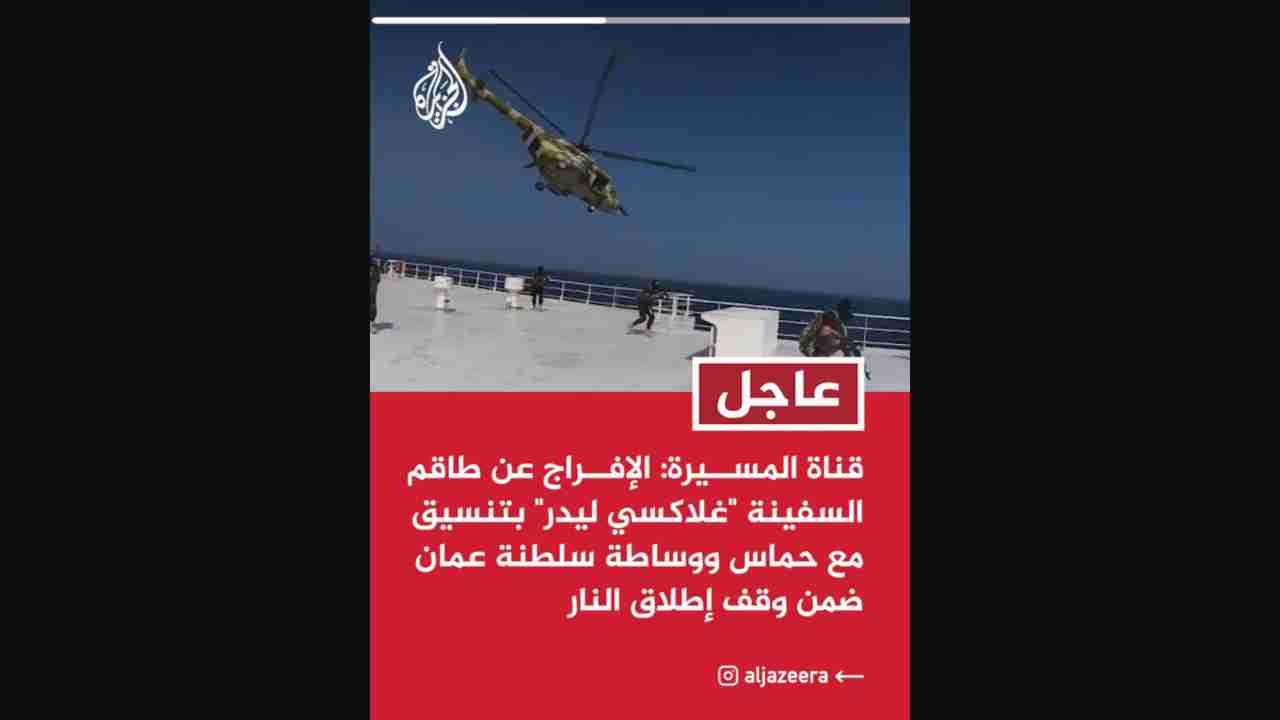 الجزيرة
عاجل
قناة المسيرة: الإفراج عن طاقم
السفينة "غلاكسي ليدر" بتنسيق
مع حماس ووساطة سلطنة عمان
ضمن وقف إطلاق النار
aljazeera